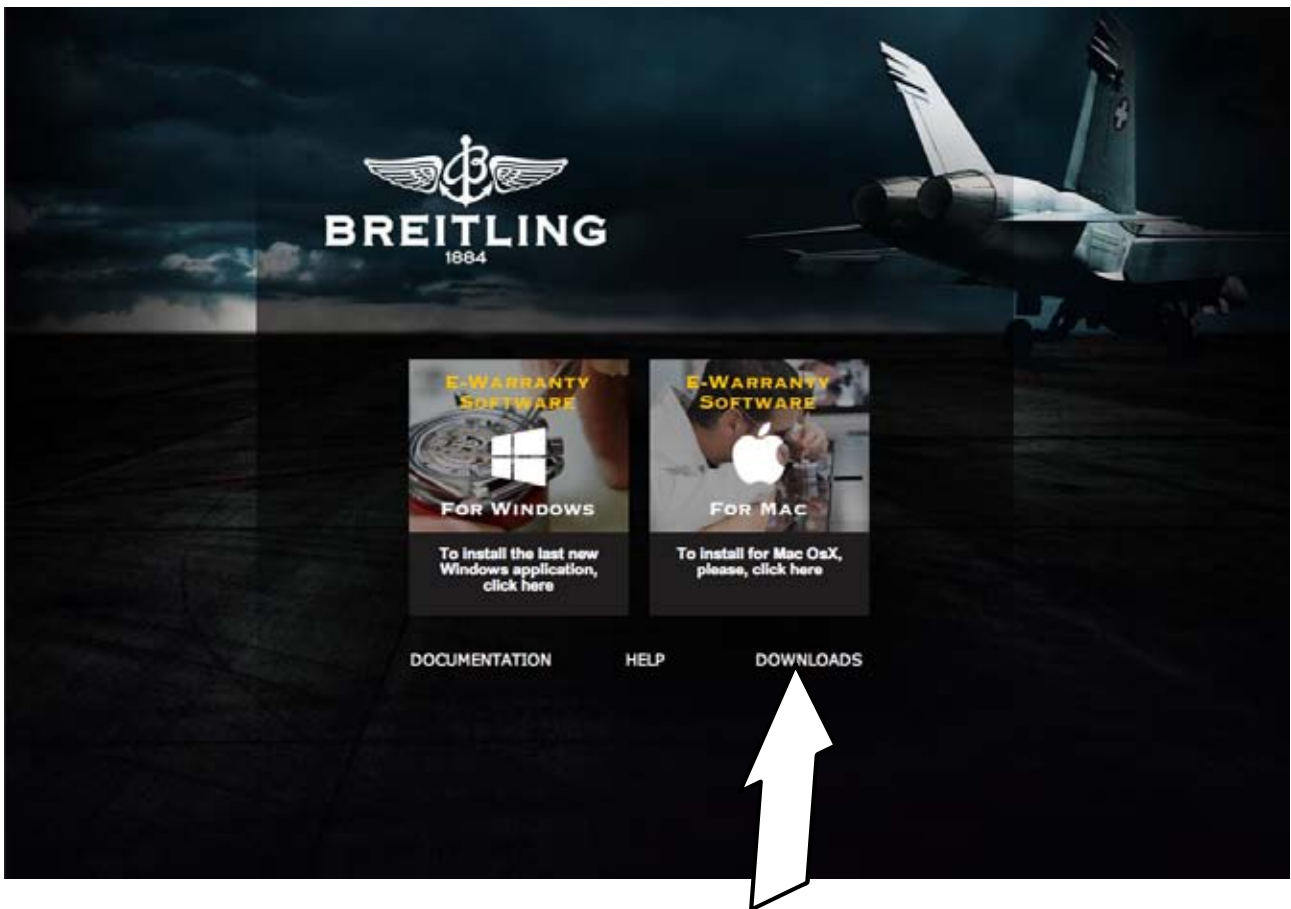 BREITLING
1884
E-WARRANTY
SOFTWARE
FOR WINDOWS
To install the last new
Windows application,
click here
E-WARRANTY
SOFTWARE
FOR MAC
To install for Mac OsX,
please, click here
DOCUMENTATION HELP DOWNLOADS